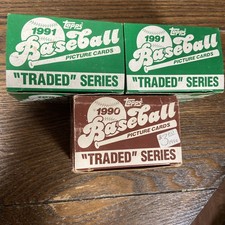 topps
1991
Baseball
PICTURE CARDS
"TRADED" SERIES
topps
1991
Baseball
PICTURE CARDS
"TRADED" SERIES
topps
1990
Baseball
PICTURE CARDS
"TRADED" SERIES